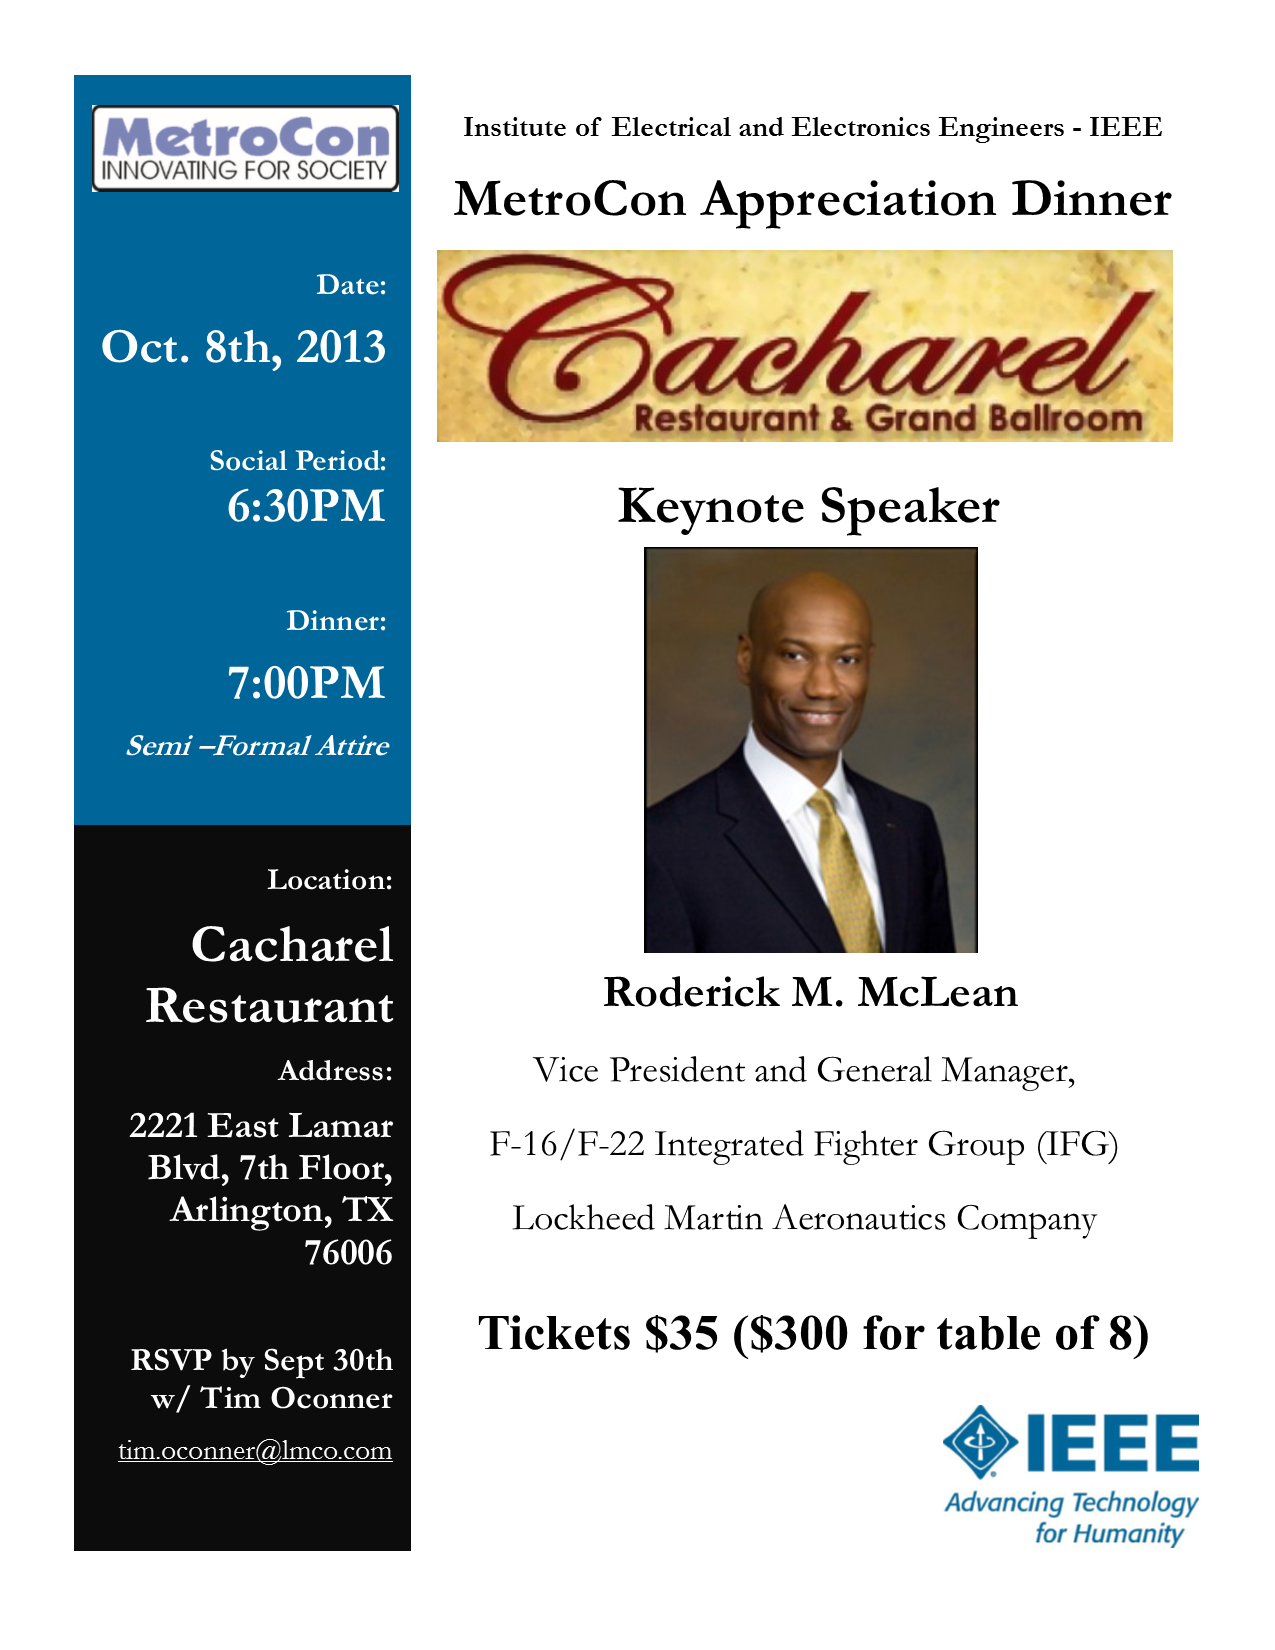 MetroCon
INNOVATING FOR SOCIETY
Date:
Oct. 8th, 2013
Social Period:
6:30PM
Dinner:
7:00PM
Semi –Formal Attire
Location:
Cacharel
Restaurant
Address:
2221 East Lamar
Blvd, 7th Floor,
Arlington, TX
76006
RSVP by Sept 30th
w/ Tim Oconner
tim.oconner@lmco.com
Institute of Electrical and Electronics Engineers - IEEE
MetroCon Appreciation Dinner
Cacharel
Restaurant & Grand Ballroom
Keynote Speaker
Roderick M. McLean
Vice President and General Manager,
F-16/F-22 Integrated Fighter Group (IFG)
Lockheed Martin Aeronautics Company
Tickets $35 ($300 for table of 8)
IEEE
Advancing Technology
for Humanity